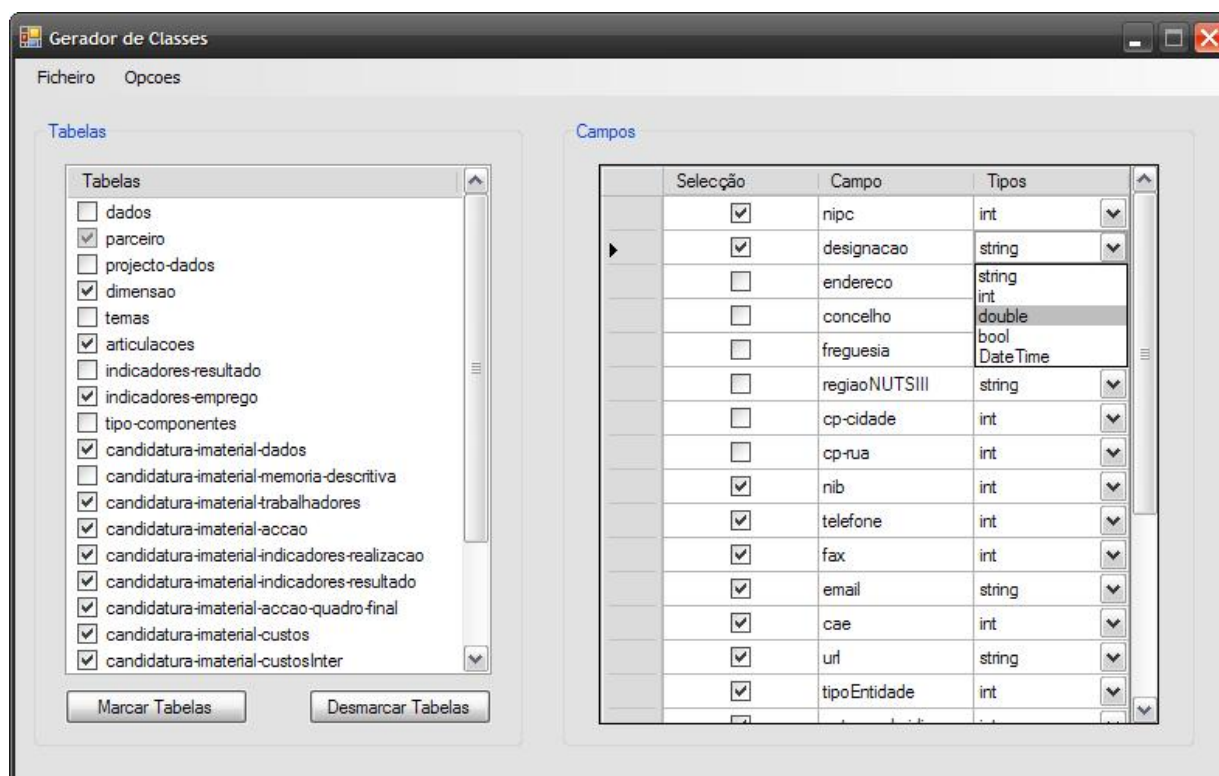 Gerador de Classes
Ficheiro Opcoes
Tabelas
Tabelas
dados
parceiro
projecto-dados
dimensao
temas
articulacoes
indicadores-resultado
indicadores-emprego
tipo-componentes
candidatura-imaterial-dados
candidatura-imaterial-memoria-descritiva
candidatura-imaterial-trabalhadores
candidatura-imaterial-accao
candidatura-imaterial-indicadores-realizacao
candidatura-imaterial-indicadores-resultado
candidatura-imaterial-accao-quadro-final
candidatura-imaterial-custos
candidatura-imaterial-custosInter
Marcar Tabelas Desmarcar Tabelas
Campos
Selecção Campo Tipos
nipc int
designacao string
endereco
concelho
freguesia
string
int
double
bool
DateTime
regiaoNUTSIII string
cp-cidade int
cp-rua int
nib int
telefone int
fax int
email string
cae int
url string
tipoEntidade int